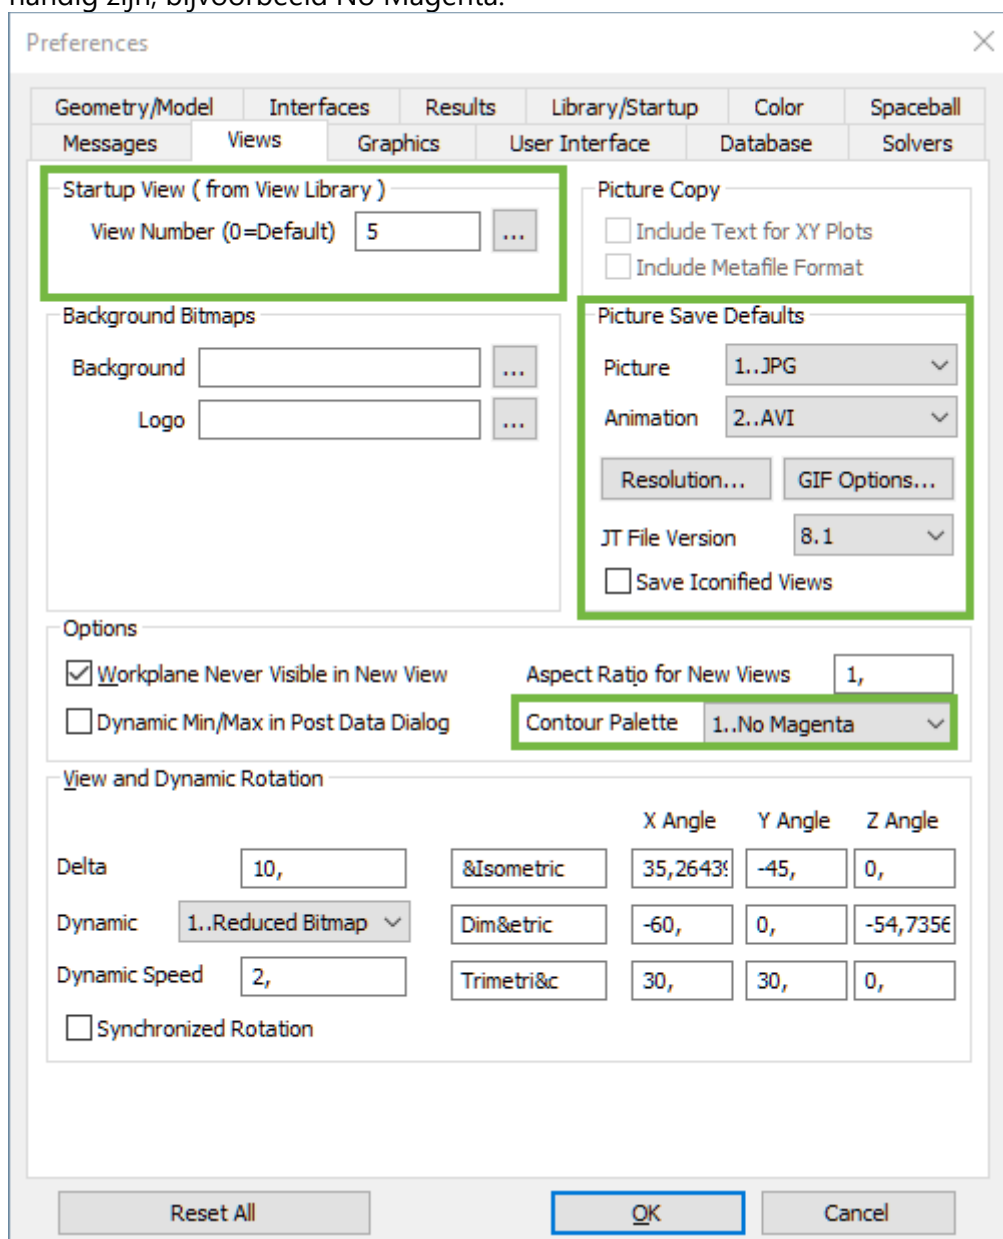 handig zijn, bijvoorbeeld No Magenta.
Preferences
Geometry/Model Interfaces Results Library/Startup Color Spaceball
Messages Views Graphics User Interface Database Solvers
Startup View ( from View Library )
View Number (0=Default) 5 ...
Picture Copy
Include Text for XY Plots
Include Metafile Format
Background Bitmaps
Background ...
Logo ...
Picture Save Defaults
Picture 1..JPG
Animation 2..AVI
Resolution... GIF Options...
JT File Version 8.1
Save Iconified Views
Options
Workplane Never Visible in New View Aspect Ratio for New Views 1,
Dynamic Min/Max in Post Data Dialog Contour Palette 1..No Magenta
View and Dynamic Rotation
X Angle Y Angle Z Angle
Delta 10, &Isometric 35,26439 -45, 0,
Dynamic 1..Reduced Bitmap Dim&etric -60, 0, -54,7356
Dynamic Speed 2, Trimetri&c 30, 30, 0,
Synchronized Rotation
Reset All OK Cancel